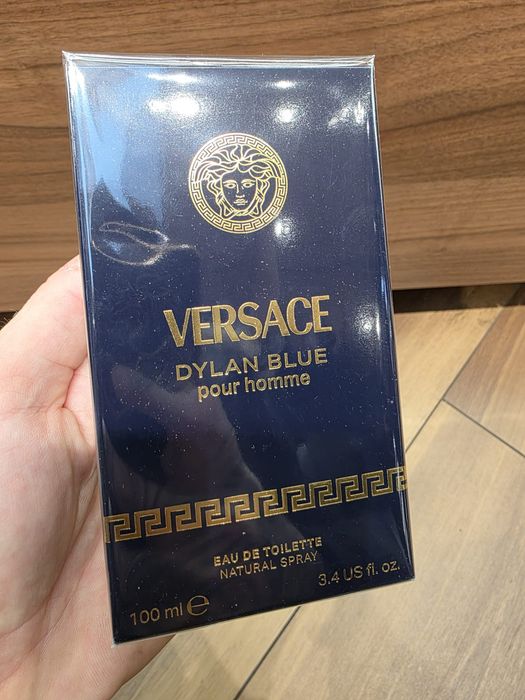 VERSACE
DYLAN BLUE
pour homme
EAU DE TOILETTE
NATURAL SPRAY
100 ml ℮
3.4 US fl. oz.